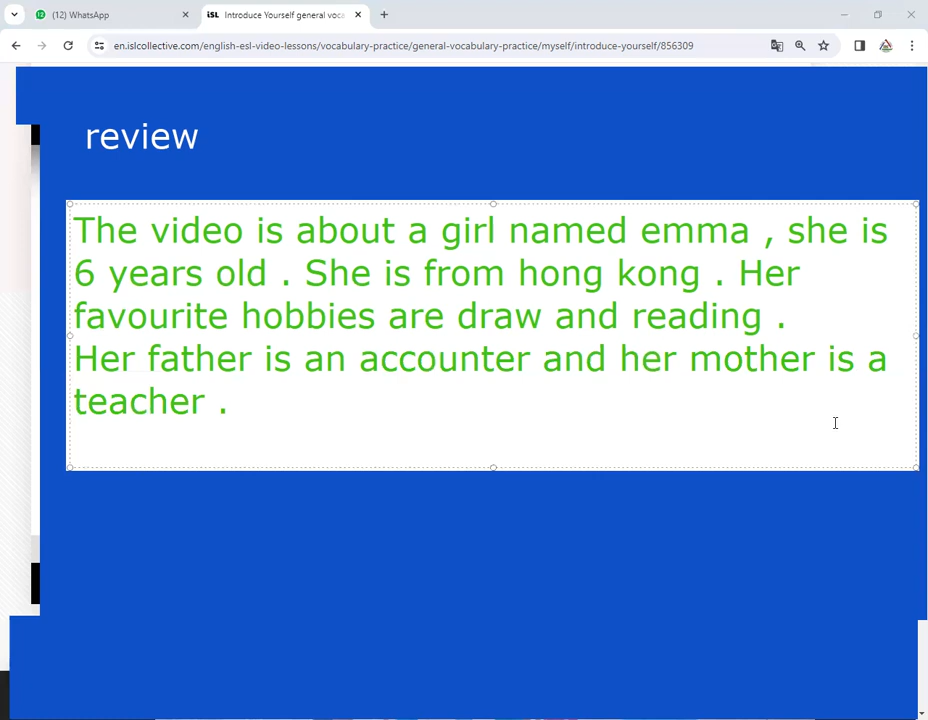 (12) WhatsApp
iSL Introduce Yourself general voca
en.islcollective.com/english-esl-video-lessons/vocabulary-practice/general-vocabulary-practice/myself/introduce-yourself/856309
review
The video is about a girl named emma , she is
6 years old . She is from hong kong . Her
favourite hobbies are draw and reading .
Her father is an accounter and her mother is a
teacher .